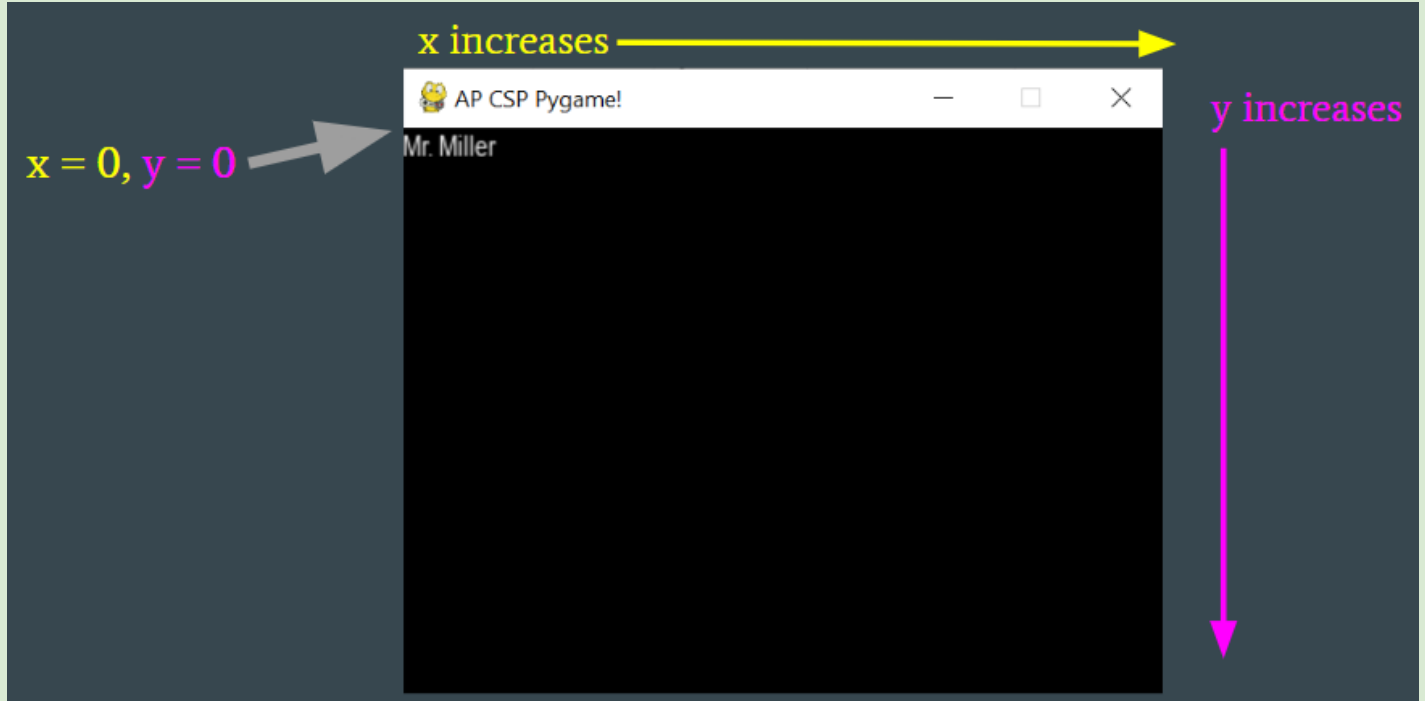 x increases
AP CSP Pygame!
y increases
x = 0, y = 0
Mr. Miller